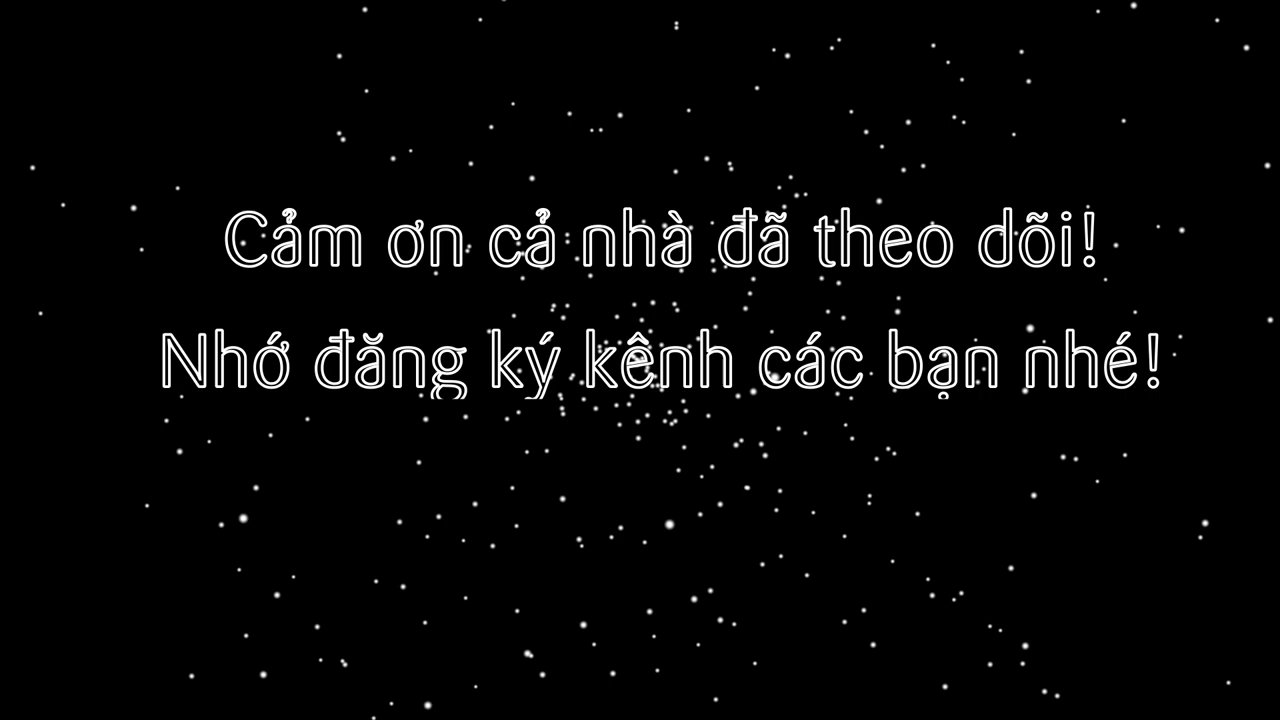 Cảm ơn cả nhà đã theo dõi!
Nhớ đăng ký kênh các bạn nhé!